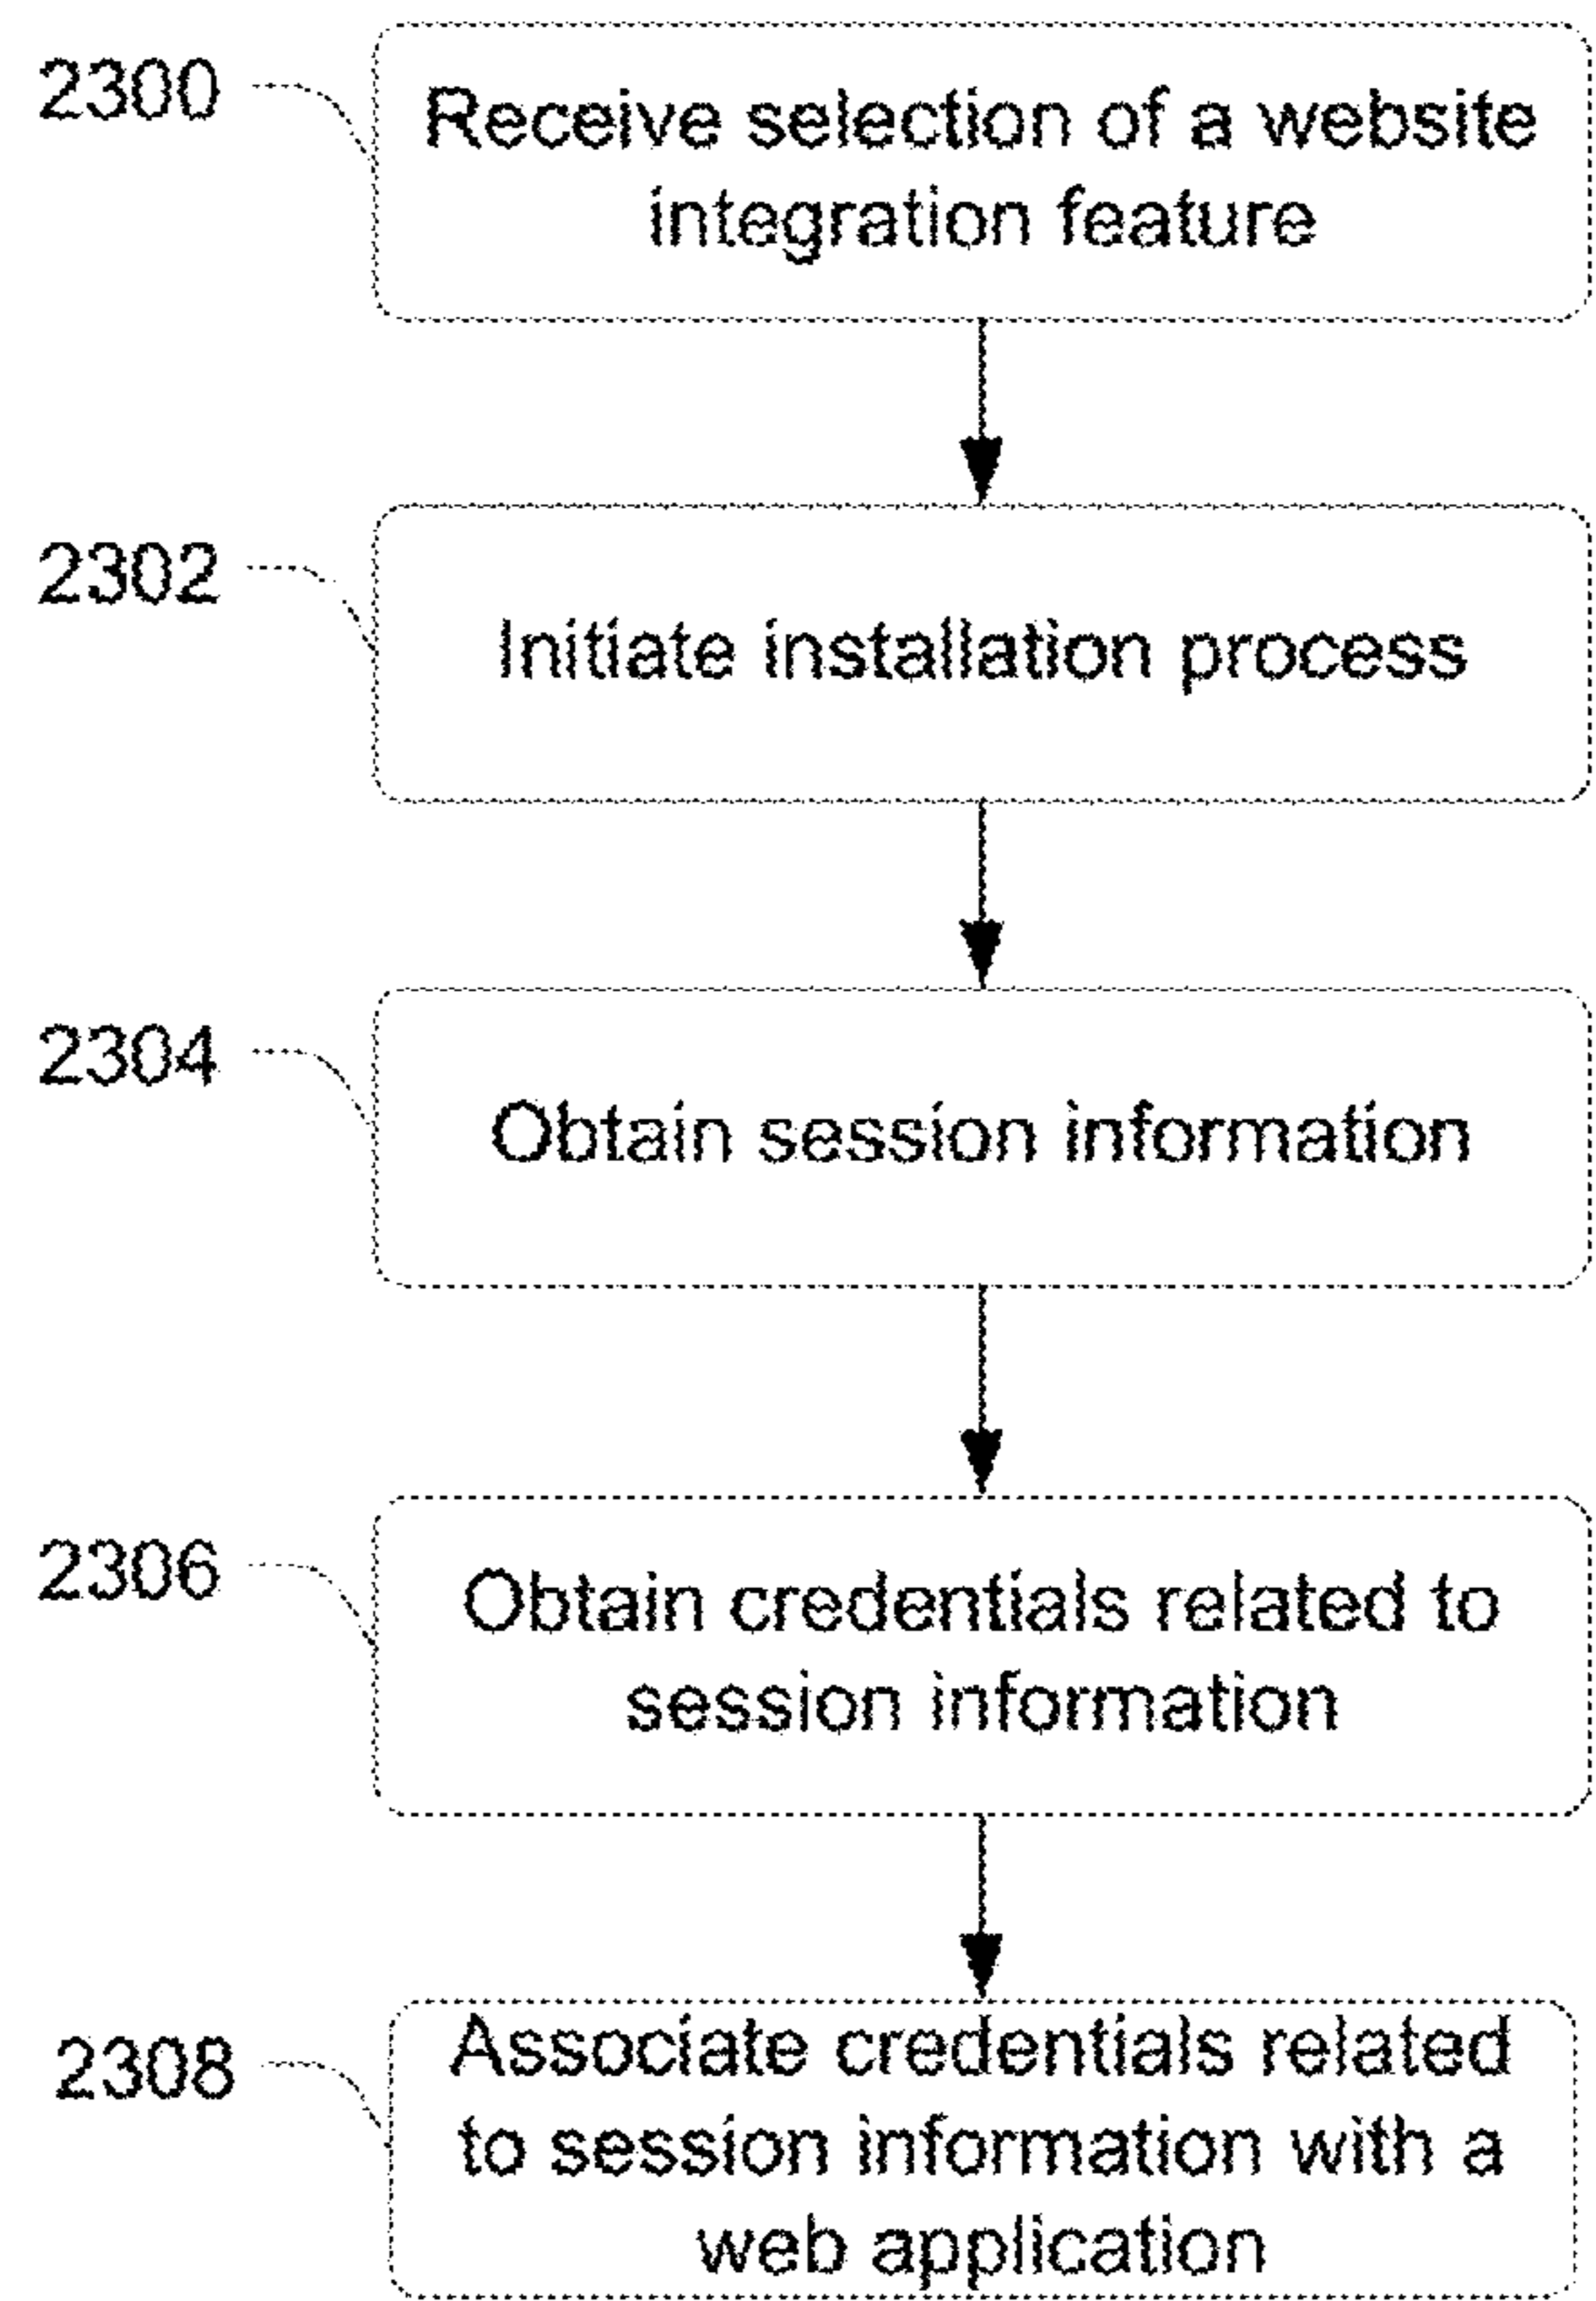 2300
Receive selection of a website
integration feature
2302
Initiate installation process
2304
Obtain session information
2306
Obtain credentials related to
session information
2308
Associate credentials related
to session information with a
web application